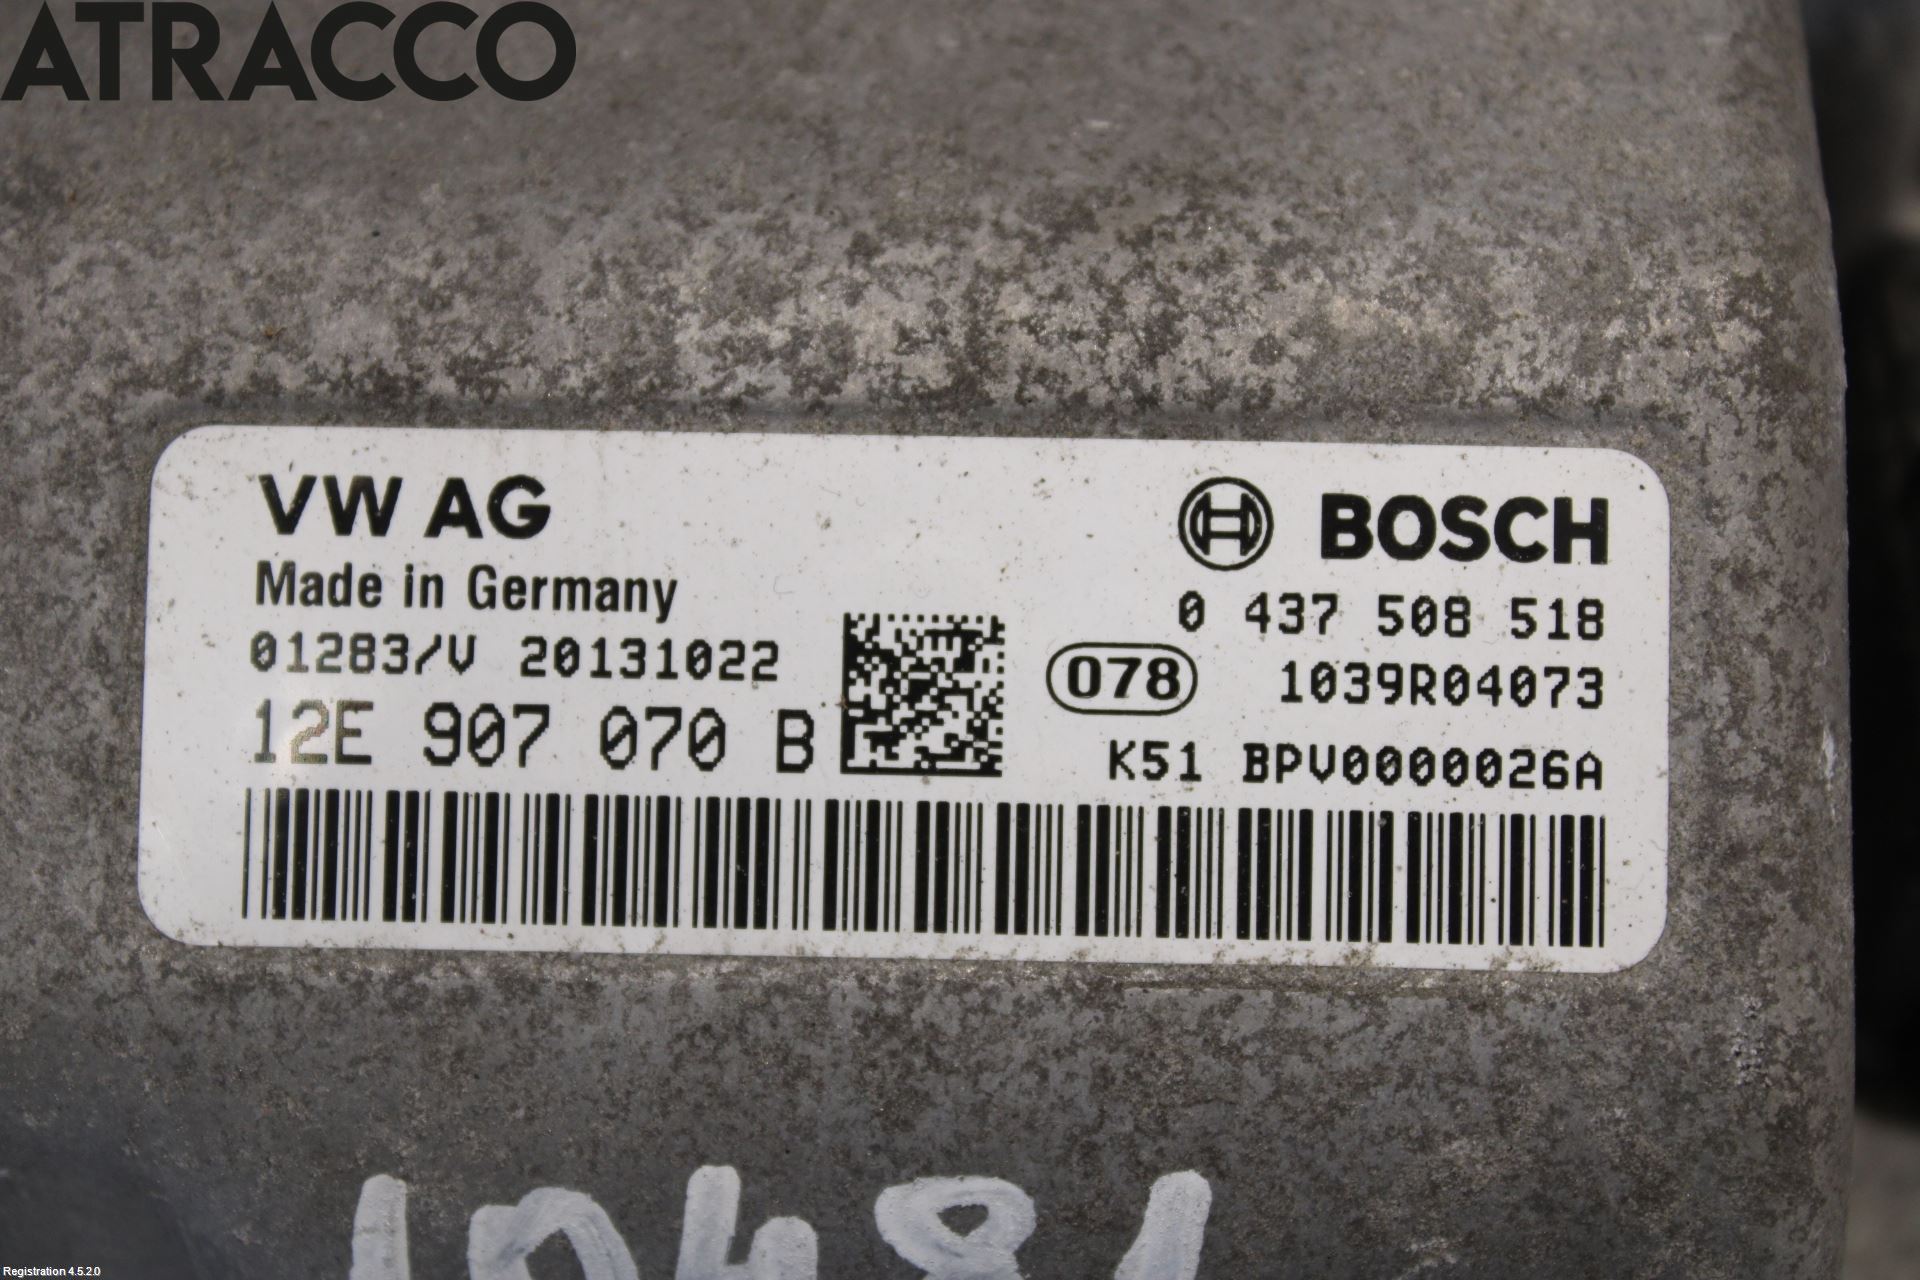 ATRACCO
VW AG
Made in Germany
01283/V 20131022
12E 907 070 B
BOSCH
0 437 508 518
078 1039R04073
K51 BPV0000026A
Registration 4.5.2.0